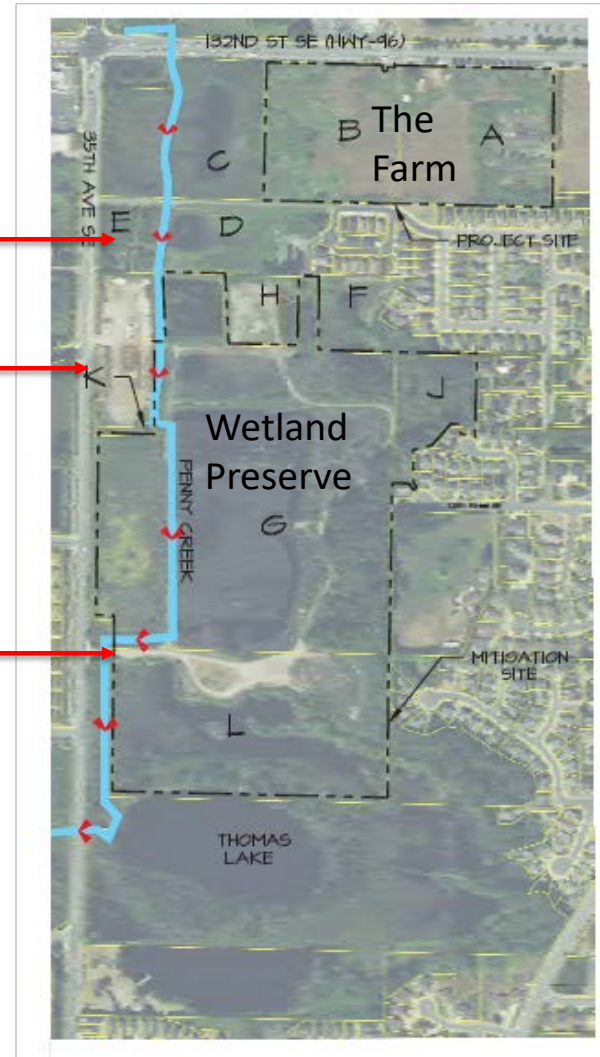 132ND ST SE (HWY-96)
B
The
Farm
A
C
35TH AVE SE
E
D
PROJECT SITE
H
F
K
J
Wetland
Preserve
PENNY CREEK
G
MITIGATION
SITE
L
THOMAS
LAKE